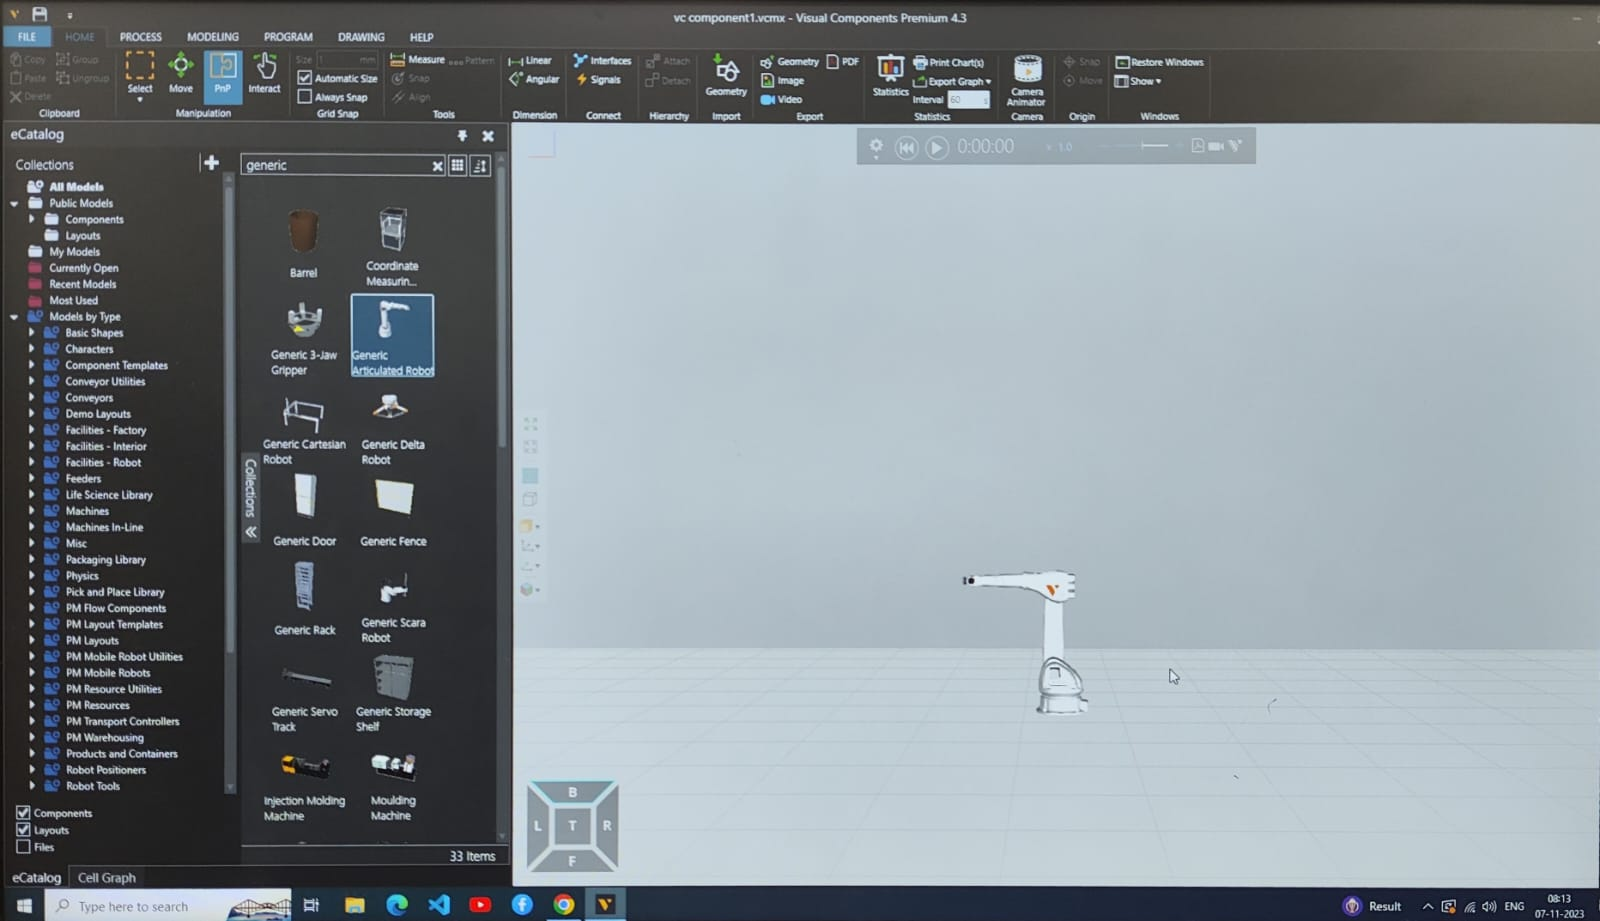 vc component1.vcmx - Visual Components Premium 4.3
FILE HOME PROCESS MODELING PROGRAM DRAWING HELP
Copy Group
Paste Ungroup
Delete
Clipboard
Select Move PnP Interact
Manipulation
Size 1 mm
Automatic Size
Always Snap
Grid Snap
Measure Pattern
Snap
Align
Tools
Linear
Angular
Dimension
Interfaces
Signals
Connect
Attach
Detach
Hierarchy
Geometry
Import
Geometry PDF
Image
Video
Export
Statistics
Print Chart(s)
Export Graph
Interval 60 s
Statistics
Camera
Animator
Camera
Snap
Move
Origin
Restore Windows
Show
Windows
eCatalog
Collections
All Models
Public Models
Components
Layouts
My Models
Currently Open
Recent Models
Most Used
Models by Type
Basic Shapes
Characters
Component Templates
Conveyor Utilities
Conveyors
Demo Layouts
Facilities - Factory
Facilities - Interior
Facilities - Robot
Feeders
Life Science Library
Machines
Machines In-Line
Misc
Packaging Library
Physics
Pick and Place Library
PM Flow Components
PM Layout Templates
PM Layouts
PM Mobile Robot Utilities
PM Mobile Robots
PM Resource Utilities
PM Resources
PM Transport Controllers
PM Warehousing
Products and Containers
Robot Positioners
Robot Tools
Components
Layouts
Files
eCatalog Cell Graph
Collections
generic
Barrel
Coordinate
Measurin...
Generic 3-Jaw
Gripper
Generic
Articulated Robot
Generic Cartesian
Robot
Generic Delta
Robot
Generic Door
Generic Fence
Generic Rack
Generic Scara
Robot
Generic Servo
Track
Generic Storage
Shelf
Injection Molding
Machine
Moulding
Machine
33 Items
0:00:00 x 1.0
B
L T R
F
Type here to search
Result
ENG
08:13
07-11-2023